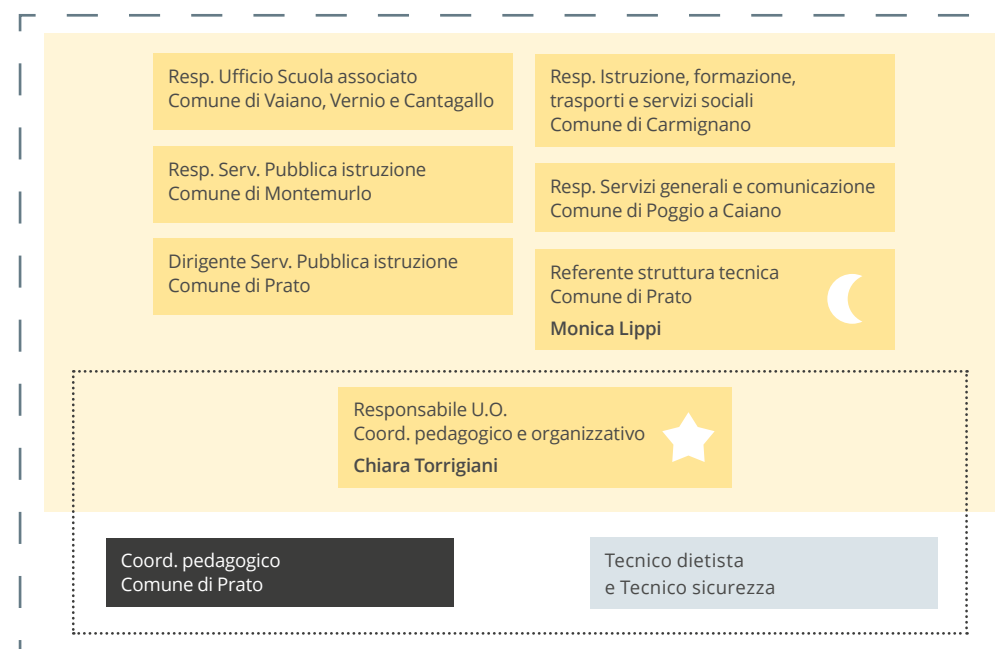 Resp. Ufficio Scuola associato
Comune di Vaiano, Vernio e Cantagallo
Resp. Serv. Pubblica istruzione
Comune di Montemurlo
Dirigente Serv. Pubblica istruzione
Comune di Prato
Resp. Istruzione, formazione,
trasporti e servizi sociali
Comune di Carmignano
Resp. Servizi generali e comunicazione
Comune di Poggio a Caiano
Referente struttura tecnica
Comune di Prato
Monica Lippi
Responsabile U.O.
Coord. pedagogico e organizzativo
Chiara Torrigiani
Coord. pedagogico
Comune di Prato
Tecnico dietista
e Tecnico sicurezza